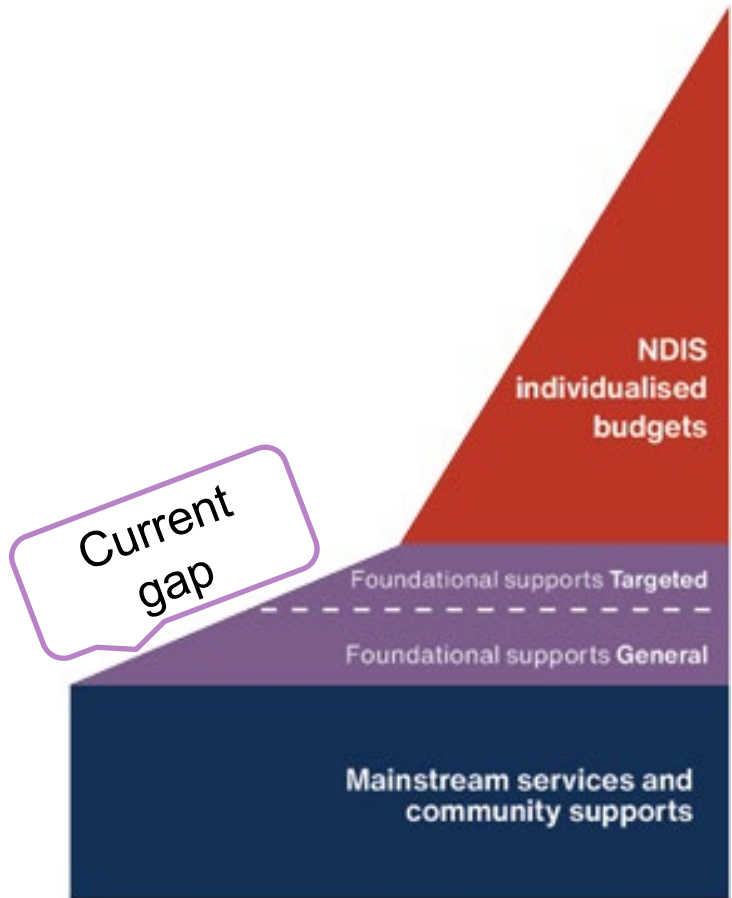 NDIS
individualised
budgets
Current
gap
Foundational supports Targeted
Foundational supports General
Mainstream services and
community supports